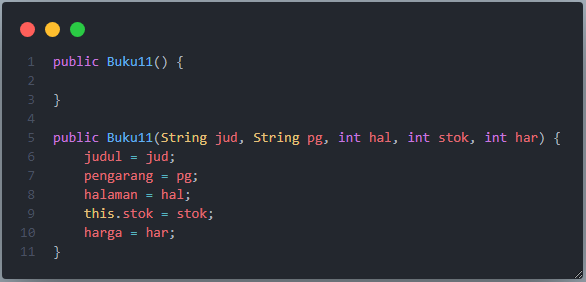 1 public Buku11() {
2
3 }
4
5 public Buku11(String jud, String pg, int hal, int stok, int har) {
6     judul = jud;
7     pengarang = pg;
8     halaman = hal;
9     this.stok = stok;
10     harga = har;
11 }